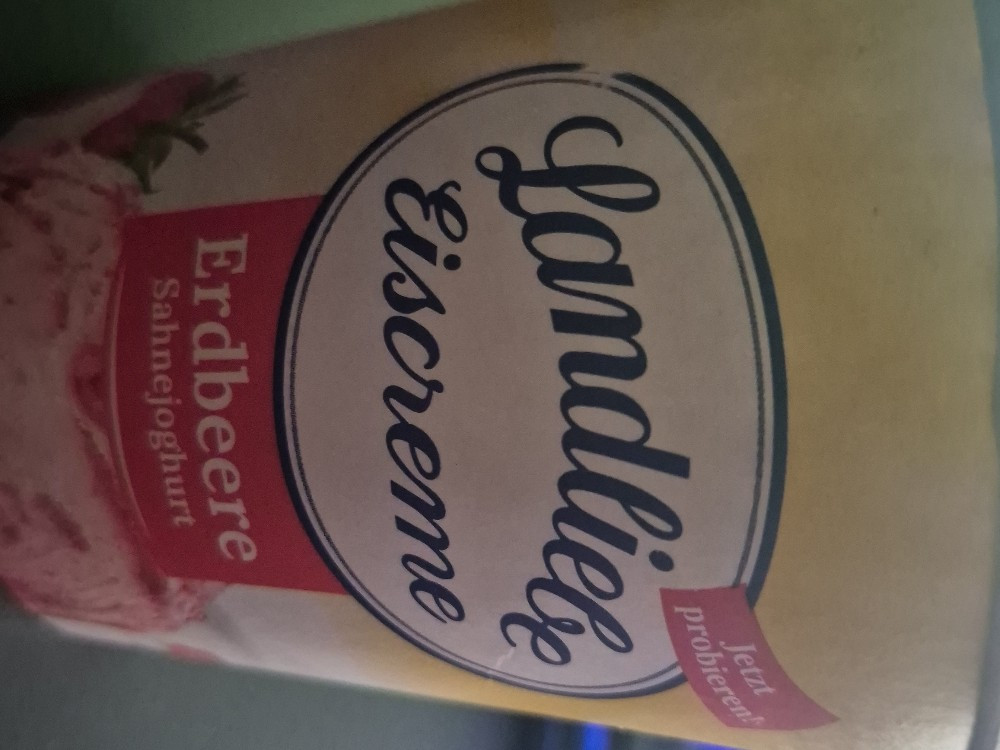 Landliebe
Eiscreme
Jetzt
probieren!
Erdbeere
Sahnejoghurt